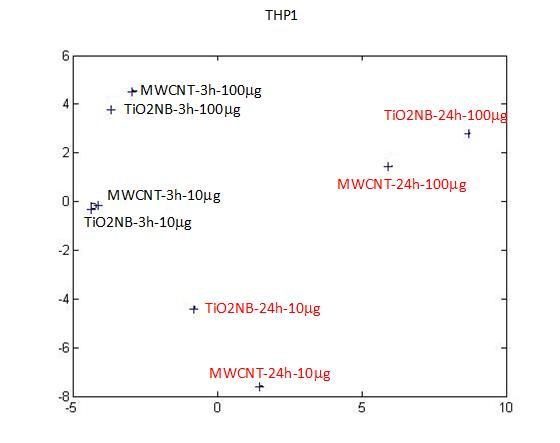 THP1
6
MWCNT-3h-100µg
TiO2NB-3h-100µg
4
TiO2NB-24h-100µg
2
MWCNT-24h-100µg
MWCNT-3h-10µg
0
TiO2NB-3h-10µg
-2
-4
TiO2NB-24h-10µg
-6
MWCNT-24h-10µg
-8
-5 0 5 10